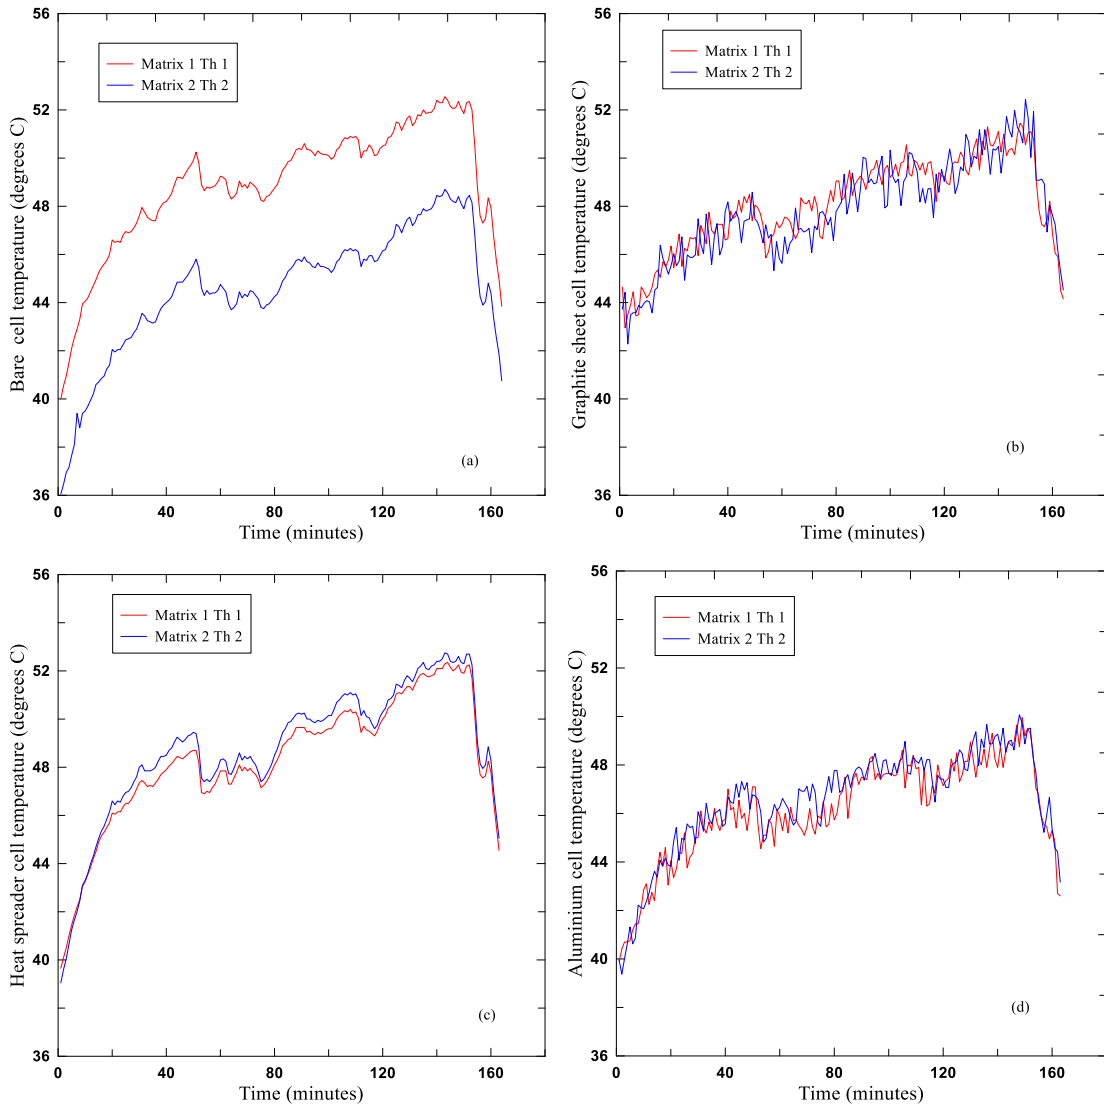 56
52
48
44
40
36
Bare cell temperature (degrees C)
Matrix 1 Th 1
Matrix 2 Th 2
(a)
0
40
80
120
160
Time (minutes)
56
52
48
44
40
36
Graphite sheet cell temperature (degrees C)
Matrix 1 Th 1
Matrix 2 Th 2
(b)
0
40
80
120
160
Time (minutes)
56
52
48
44
40
36
Heat spreader cell temperature (degrees C)
Matrix 1 Th 1
Matrix 2 Th 2
(c)
0
40
80
120
160
Time (minutes)
56
52
48
44
40
36
Aluminium cell temperature (degrees C)
Matrix 1 Th 1
Matrix 2 Th 2
(d)
0
40
80
120
160
Time (minutes)